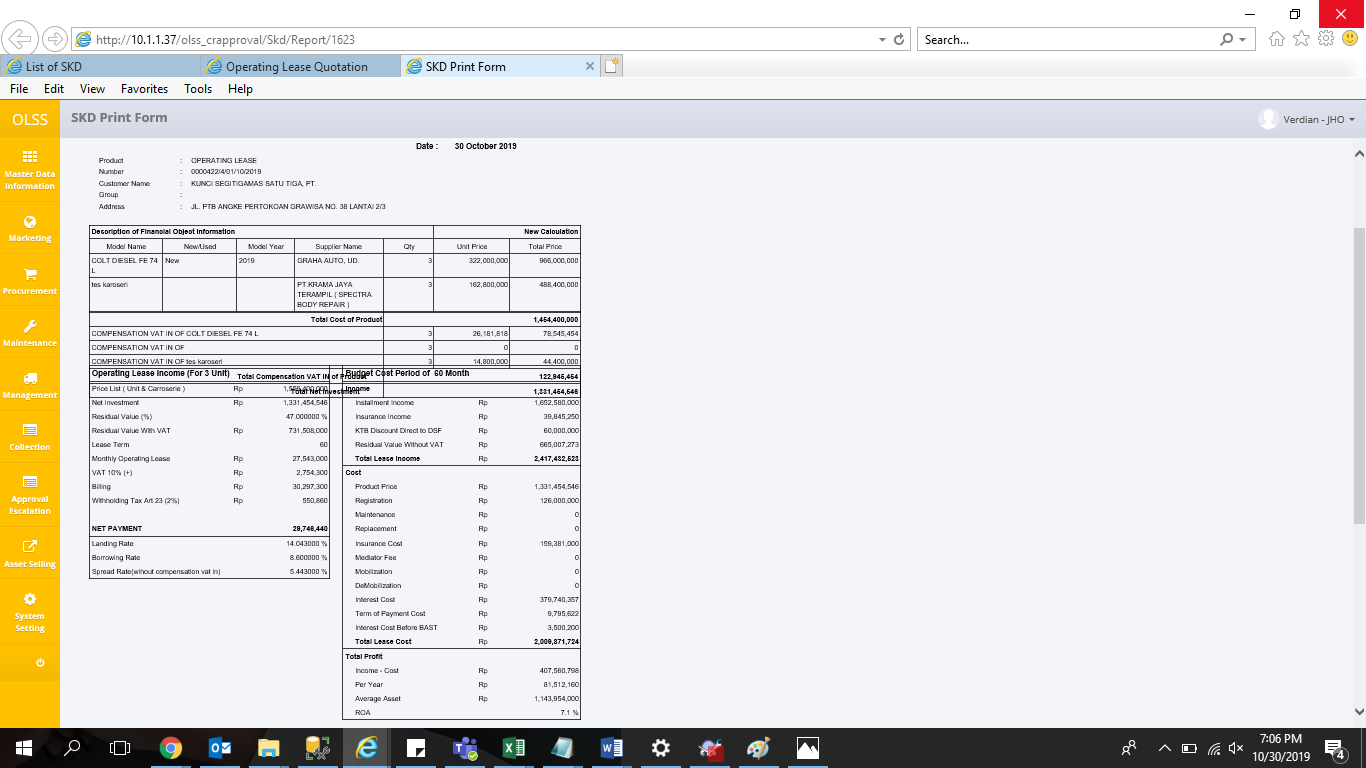 http://10.1.1.37/olss_crapproval/Skd/Report/1623
Search...
List of SKD
Operating Lease Quotation
SKD Print Form
File Edit View Favorites Tools Help
OLSS
SKD Print Form
Verdian - JHO
Master Data Information
Marketing
Procurement
Maintenance
Management
Collection
Approval Escalation
Asset Selling
System Setting
Date : 30 October 2019
Product : OPERATING LEASE
Number : 0000422/4/01/10/2019
Customer Name : KUNCI SEGITIGAMAS SATU TIGA, PT.
Group :
Address : JL. PTB ANGKE PERTOKOAN GRAWISA NO. 38 LANTAI 2/3
Description of Financial Object Information New Calculation
Model Name New/Used Model Year Supplier Name Qty Unit Price Total Price
COLT DIESEL FE 74 L New 2019 GRAHA AUTO, UD. 3 322,000,000 966,000,000
tes karoseri PT.KRAMA JAYA TERAMPIL ( SPECTRA BODY REPAIR ) 3 162,800,000 488,400,000
Total Cost of Product 1,454,400,000
COMPENSATION VAT IN OF COLT DIESEL FE 74 L 3 26,181,818 78,545,454
COMPENSATION VAT IN OF 3 0 0
COMPENSATION VAT IN OF tes karoseri 3 14,800,000 44,400,000
Total Compensation VAT IN of Product 122,945,454
Total Net Investment 1,331,454,546
Operating Lease Income (For 3 Unit)
Price List ( Unit & Carroserie ) Rp
Net Investment Rp 1,331,454,546
Residual Value (%) 47.000000 %
Residual Value With VAT Rp 731,508,000
Lease Term 60
Monthly Operating Lease Rp 27,543,000
VAT 10% (+) Rp 2,754,300
Billing Rp 30,297,300
Withholding Tax Art 23 (2%) Rp 550,860
NET PAYMENT 29,746,440
Landing Rate 14.043000 %
Borrowing Rate 8.600000 %
Spread Rate(wihout compensation vat in) 5.443000 %
Budget Cost Period of 60 Month
Income
Installment Income Rp 1,652,580,000
Insurance Income Rp 39,845,250
KTB Discount Direct to DSF Rp 60,000,000
Residual Value Without VAT Rp 665,007,273
Total Lease Income Rp 2,417,432,523
Cost
Product Price Rp 1,331,454,546
Registration Rp 126,000,000
Maintenance Rp 0
Replacement Rp 0
Insurance Cost Rp 159,381,000
Mediator Fee Rp 0
Mobilization Rp 0
DeMobilization Rp 0
Interest Cost Rp 379,740,357
Term of Payment Cost Rp 9,795,622
Interest Cost Before BAST Rp 3,500,200
Total Lease Cost Rp 2,009,871,724
Total Profit
Income - Cost Rp 407,560,798
Per Year Rp 81,512,160
Average Asset Rp 1,143,954,000
ROA 7.1 %
7:06 PM
10/30/2019
4